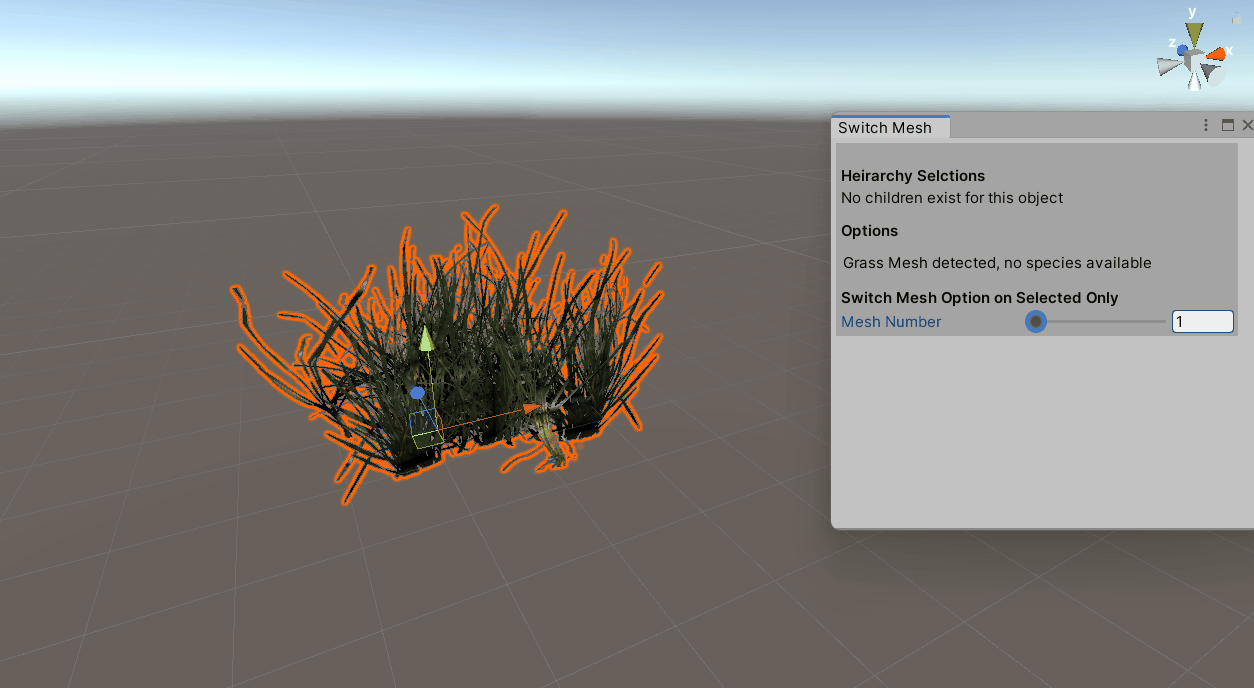 y
z
x
Switch Mesh
Heirarchy Selctions
No children exist for this object
Options
Grass Mesh detected, no species available
Switch Mesh Option on Selected Only
Mesh Number
1